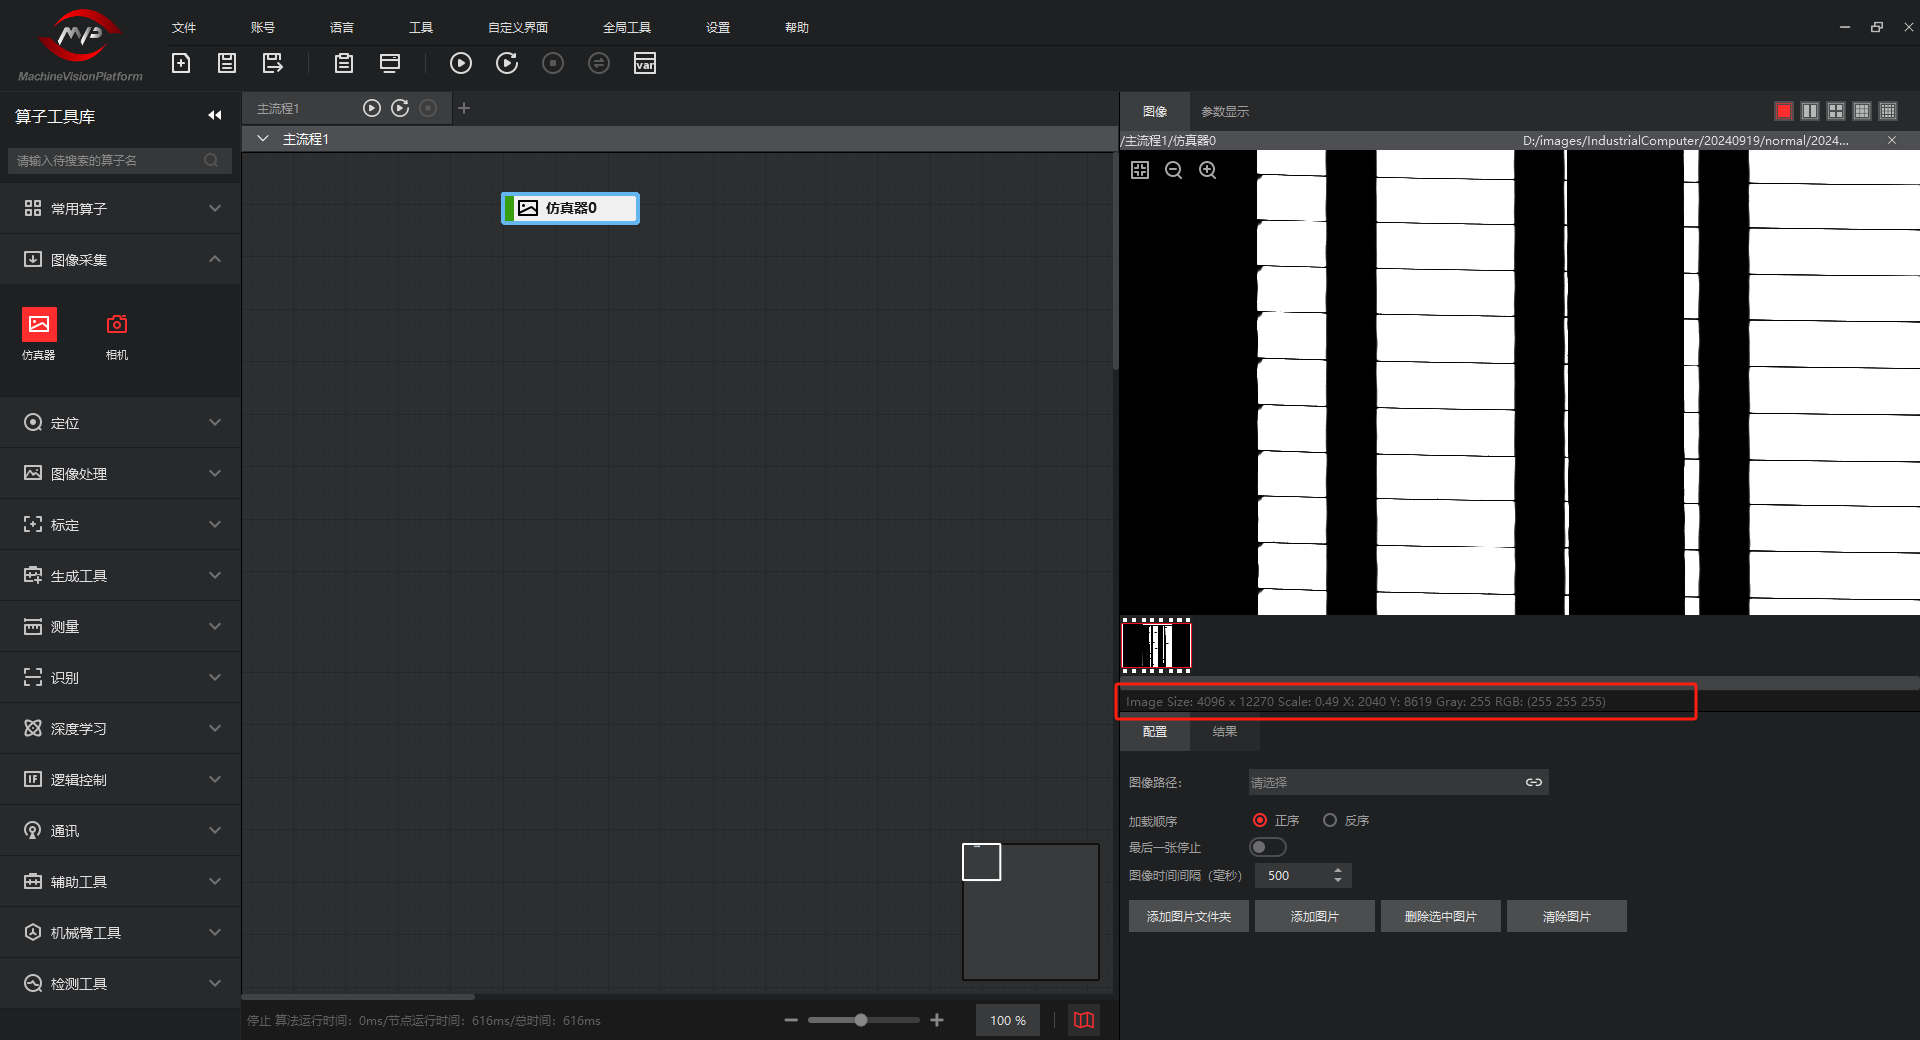 MVP
MachineVisionPlatform
文件
账号
语言
工具
自定义界面
全局工具
设置
帮助
var
算子工具库
请输入待搜索的算子名
常用算子
图像采集
仿真器
相机
定位
图像处理
标定
生成工具
测量
识别
深度学习
IF 逻辑控制
通讯
辅助工具
机械臂工具
检测工具
主流程1
主流程1
仿真器0
停止 算法运行时间：0ms/节点运行时间：616ms/总时间：616ms
100 %
图像
参数显示
/主流程1/仿真器0
D:/images/IndustrialComputer/20240919/normal/2024...
Image Size: 4096 x 12270 Scale: 0.49 X: 2040 Y: 8619 Gray: 255 RGB: (255 255 255)
配置
结果
图像路径：
请选择
加载顺序
正序
反序
最后一张停止
图像时间间隔（毫秒）
500
添加图片文件夹
添加图片
删除选中图片
清除图片